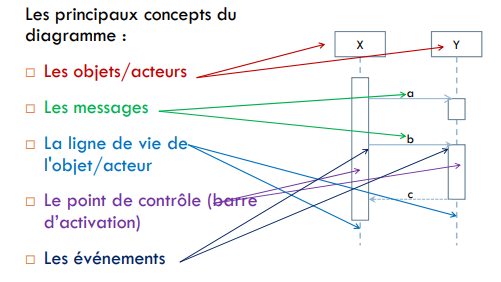 Les principaux concepts du
diagramme :
Les objets/acteurs
Les messages
La ligne de vie de
l'objet/acteur
Le point de contrôle (barre
d’activation)
Les événements
X
Y
a
b
c